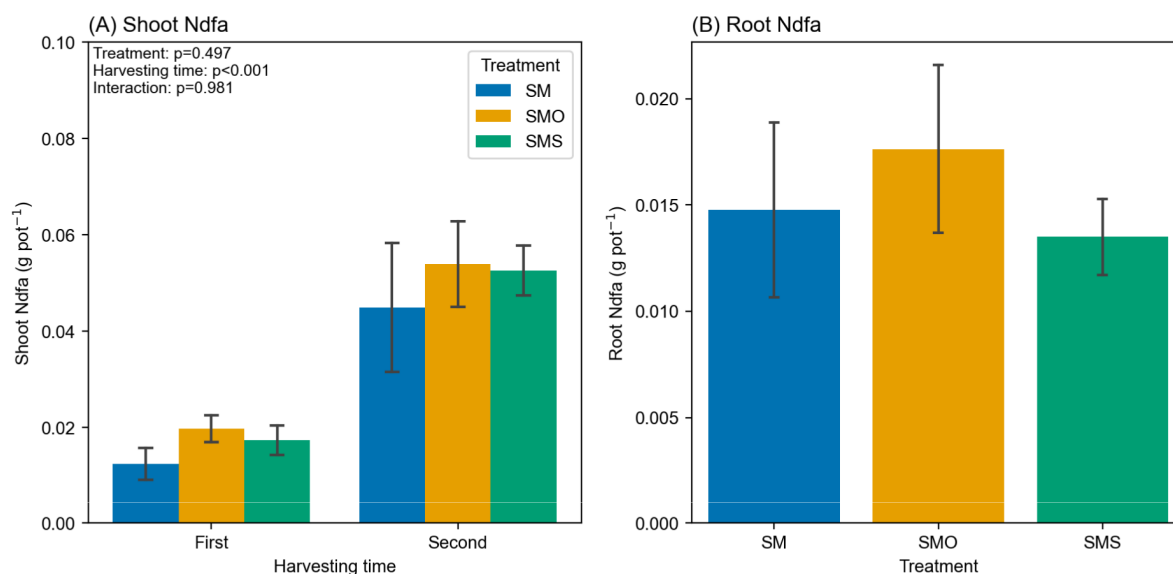 (A) Shoot Ndfa
Treatment: p=0.497
Harvesting time: p<0.001
Interaction: p=0.981
Treatment
SM
SMO
SMS
0.10
0.08
0.06
0.04
0.02
0.00
Shoot Ndfa (g pot⁻¹)
First
Second
Harvesting time
(B) Root Ndfa
0.020
0.015
0.010
0.005
0.000
Root Ndfa (g pot⁻¹)
SM
SMO
SMS
Treatment